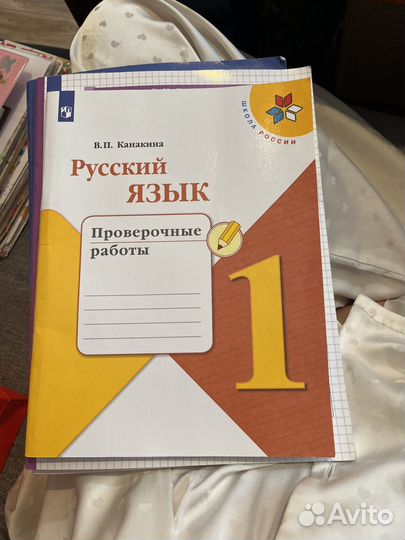 ШКОЛА РОССИИ
В.П. Канакина
Русский
ЯЗЫК
Проверочные
работы
1
Avito